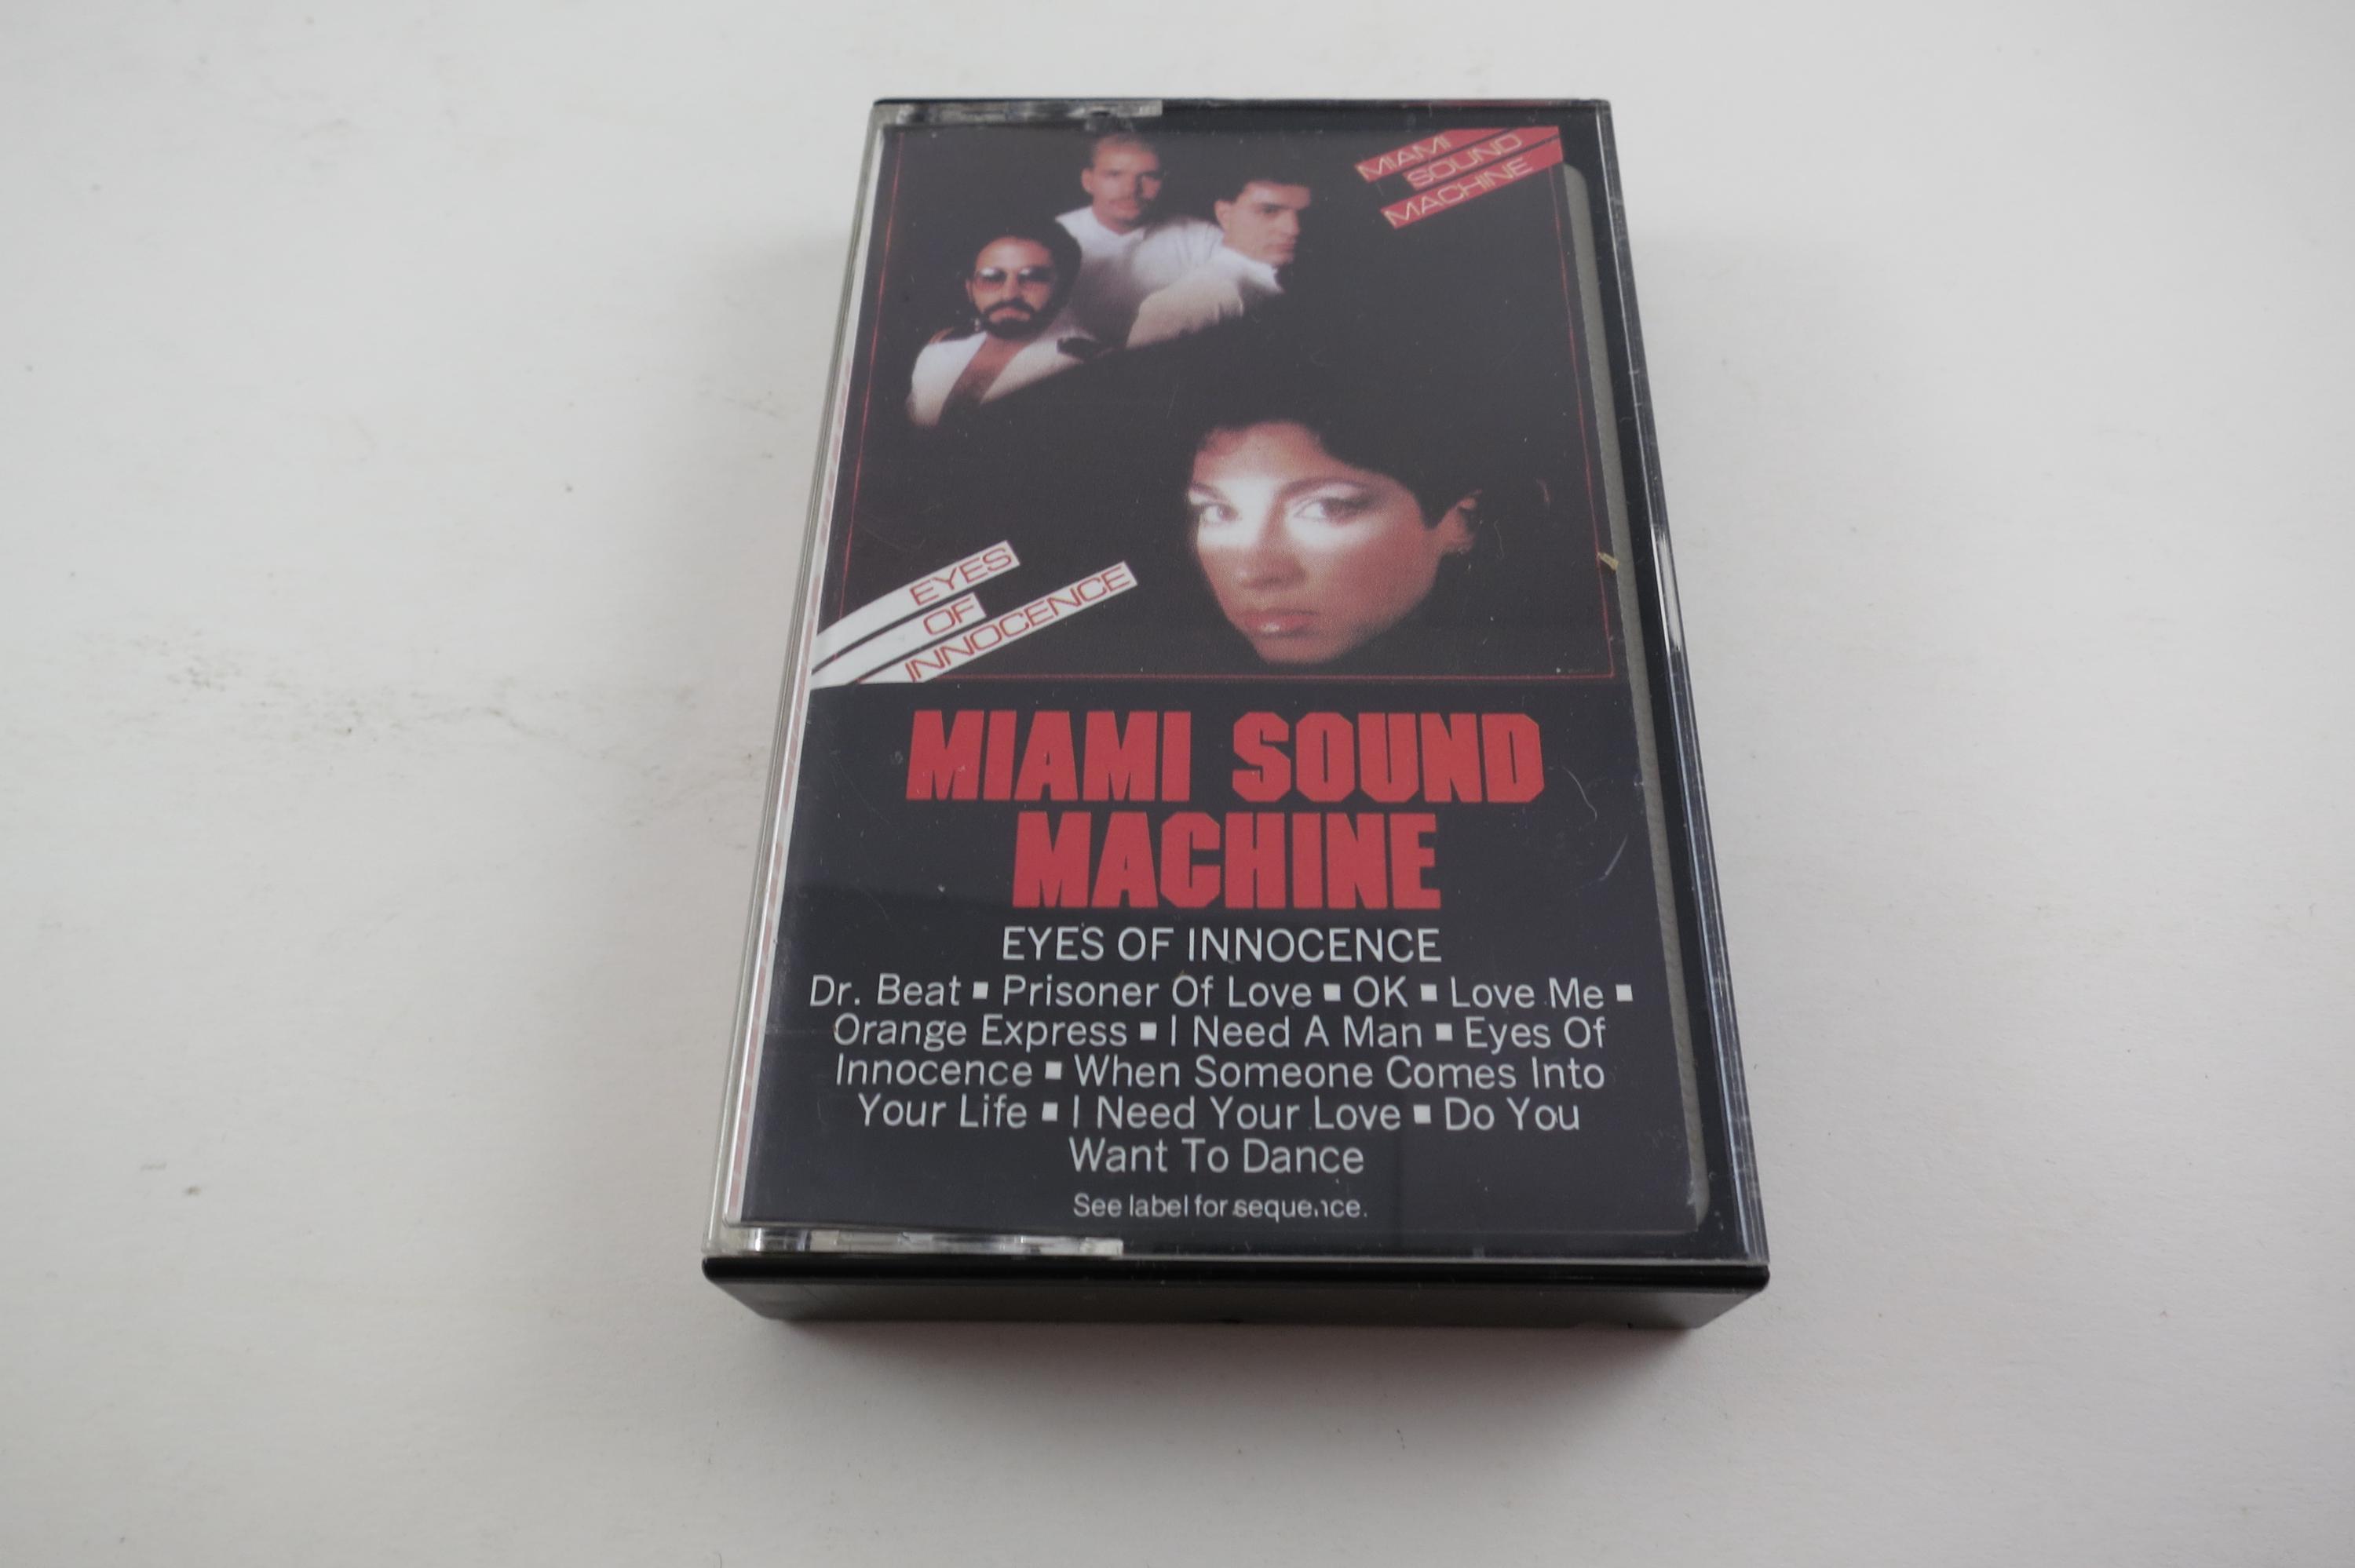 MIAMI
SOUND
MACHINE
EYES
OF
INNOCENCE
MIAMI SOUND
MACHINE
EYES OF INNOCENCE
Dr. Beat ■ Prisoner Of Love ■ OK ■ Love Me ■
Orange Express ■ I Need A Man ■ Eyes Of
Innocence ■ When Someone Comes Into
Your Life ■ I Need Your Love ■ Do You
Want To Dance
See label for sequence.